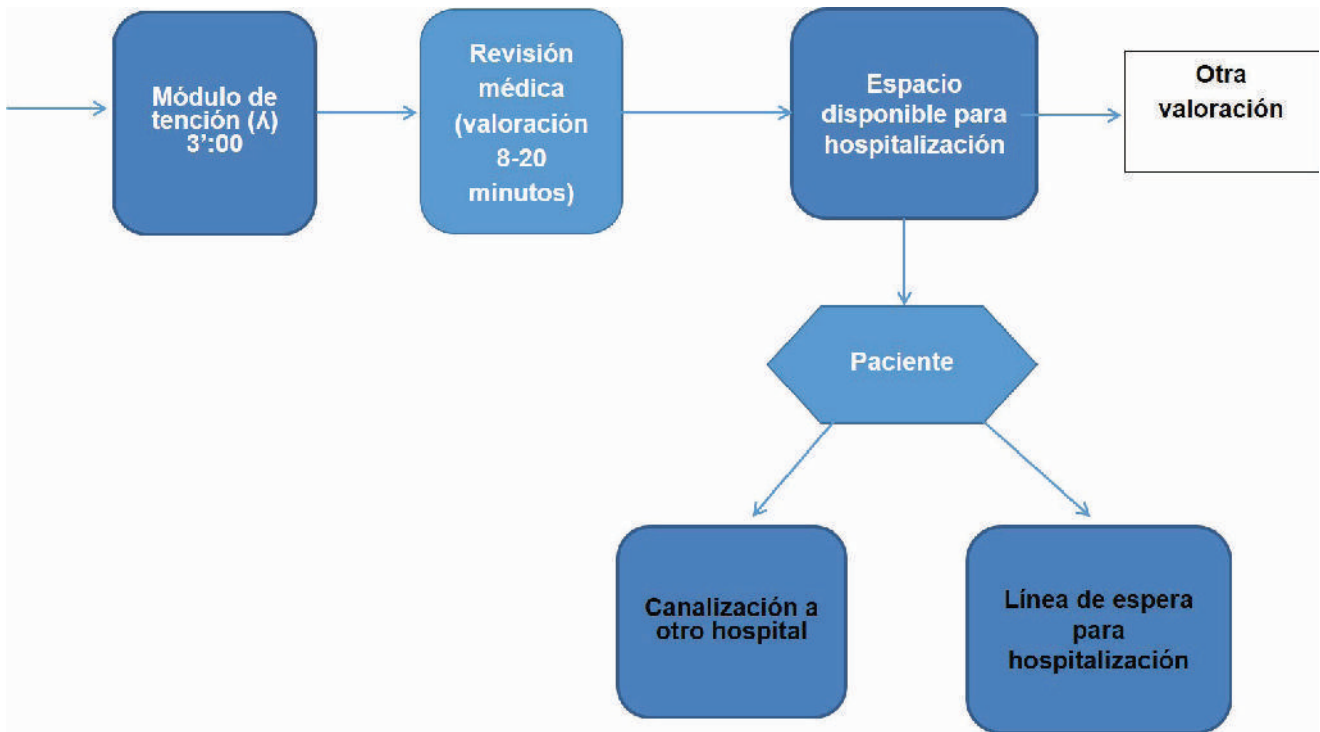 Módulo de
tención (Λ)
3':00
Revisión
médica
(valoración
8-20
minutos)
Espacio
disponible para
hospitalización
Otra
valoración
Paciente
Canalización a
otro hospital
Línea de espera
para
hospitalización